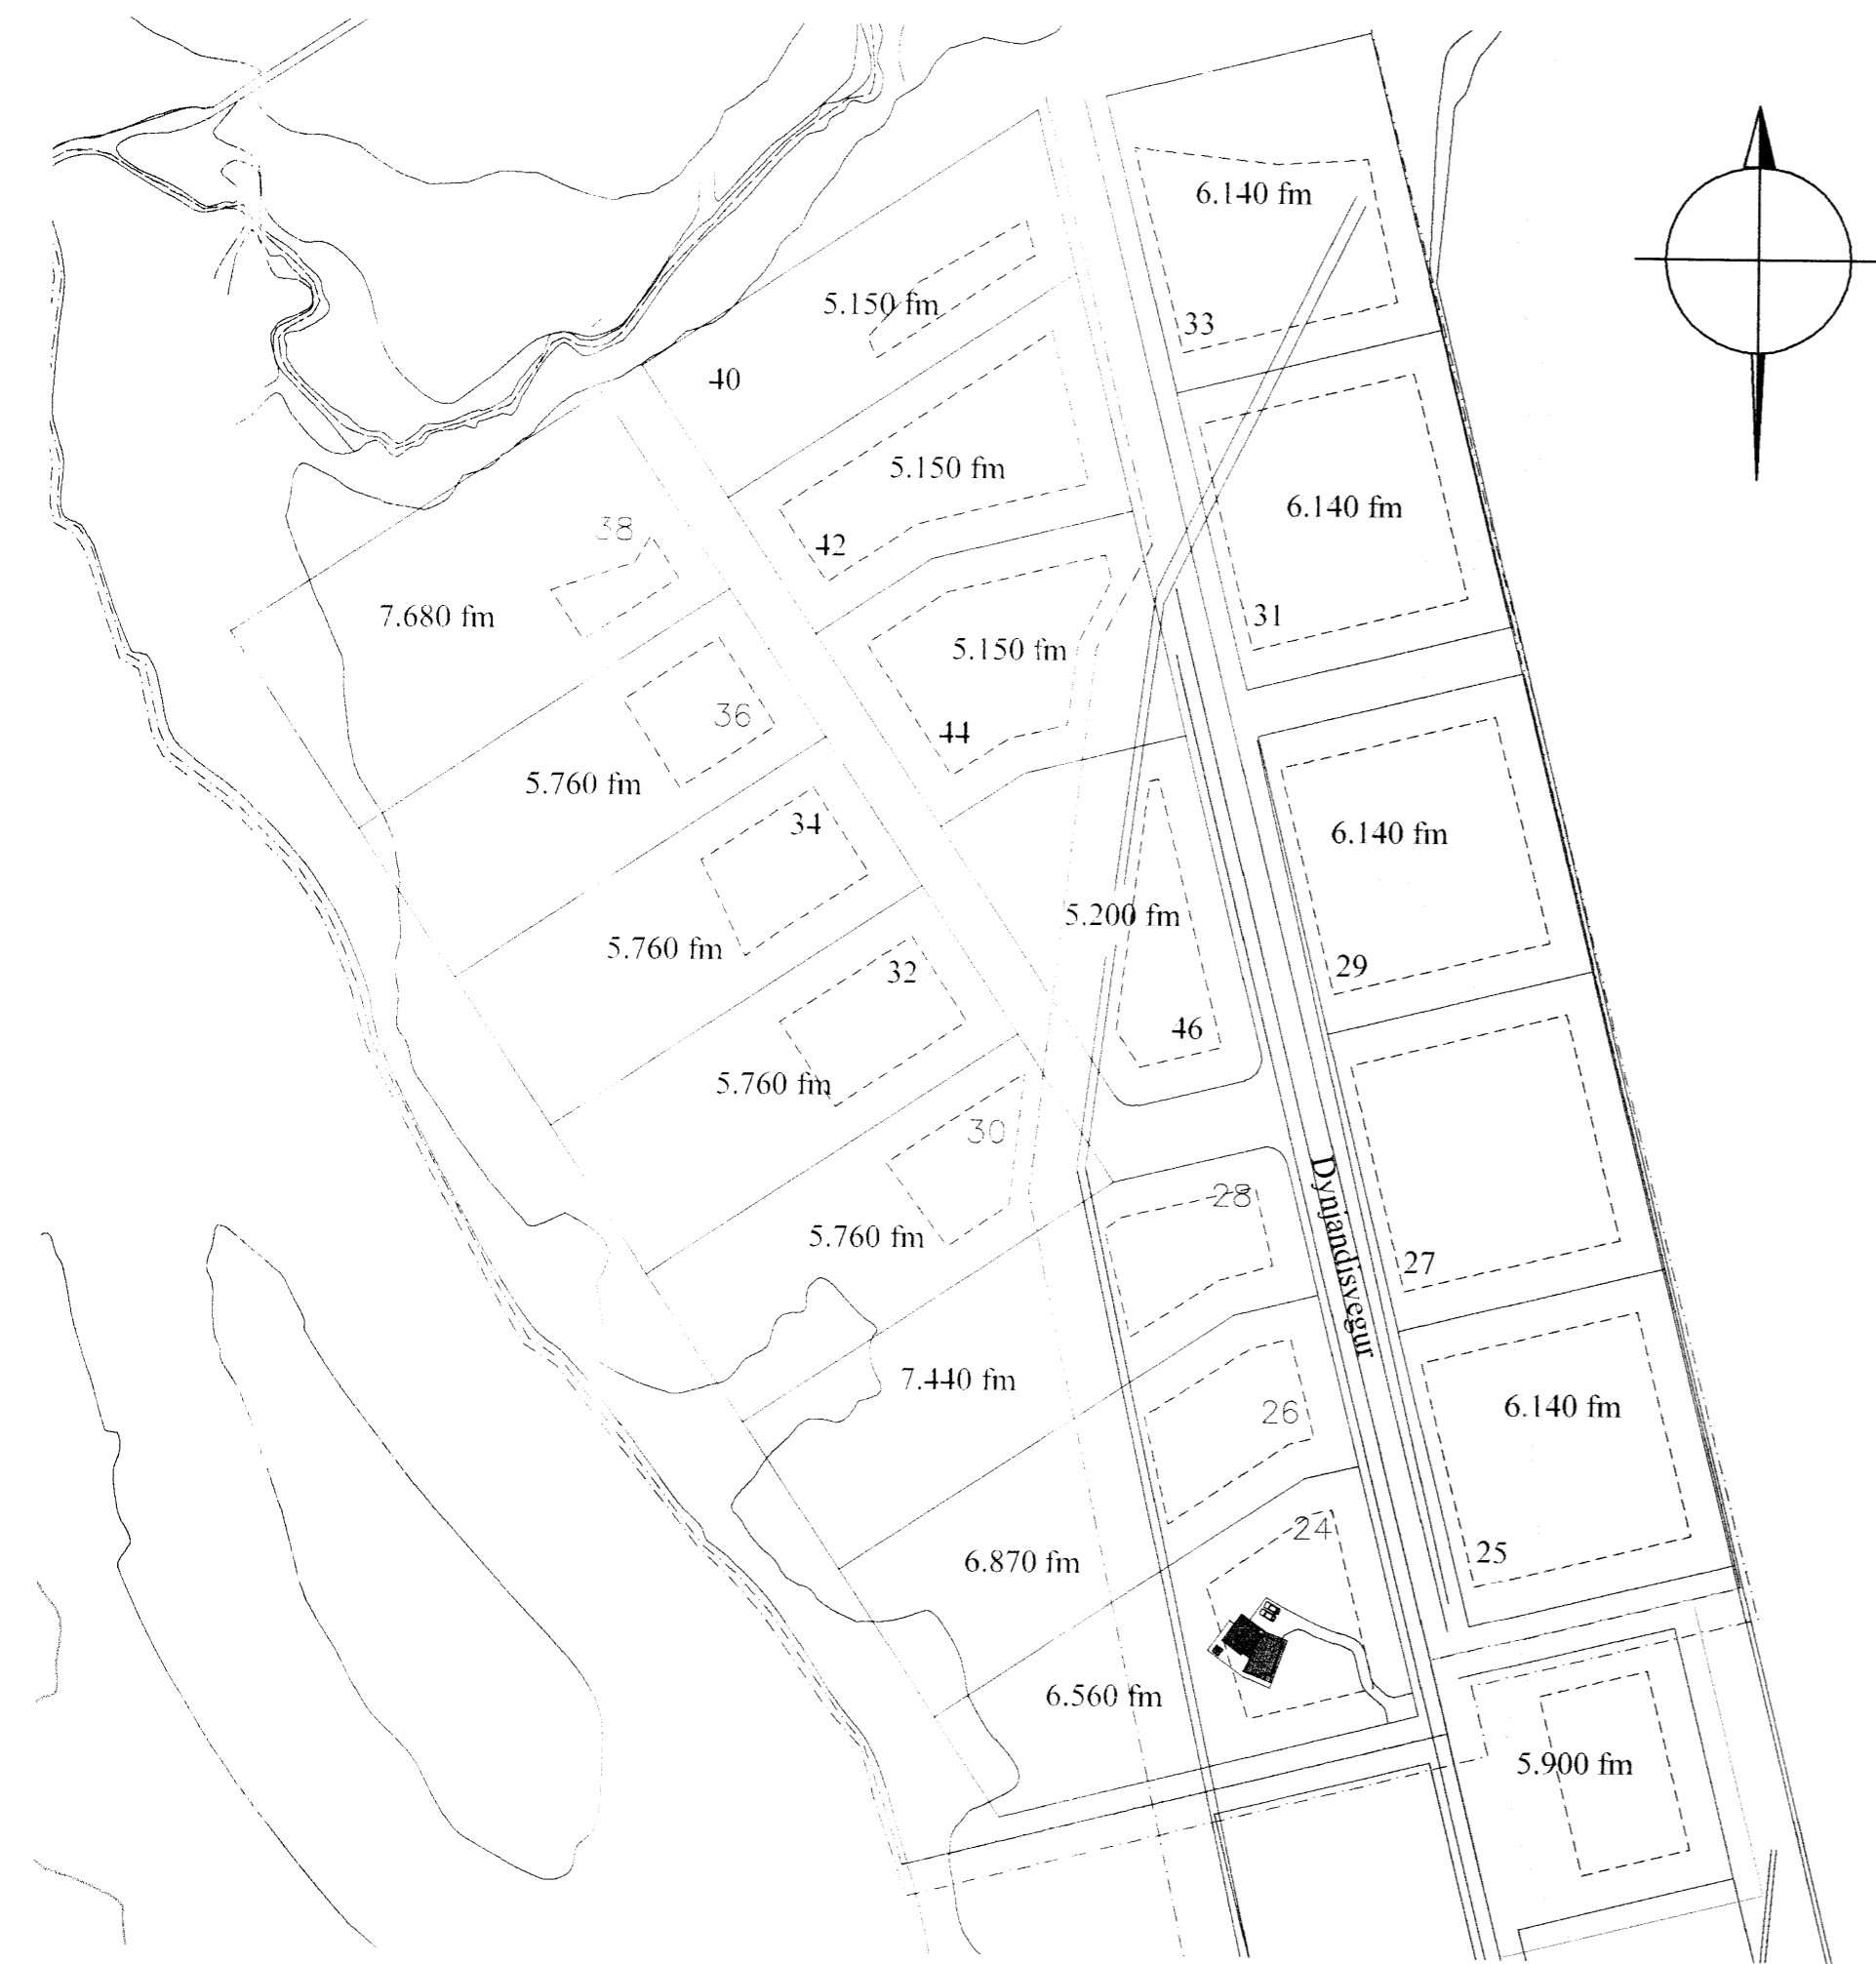 6.140 fm
33
5.150 fm
40
5.150 fm
42
6.140 fm
31
38
7.680 fm
5.150 fm
44
36
5.760 fm
34
5.760 fm
6.140 fm
29
5.200 fm
46
32
5.760 fm
30
5.760 fm
28
Dynjandisvegur
27
7.440 fm
26
6.140 fm
25
24
6.870 fm
6.560 fm
5.900 fm